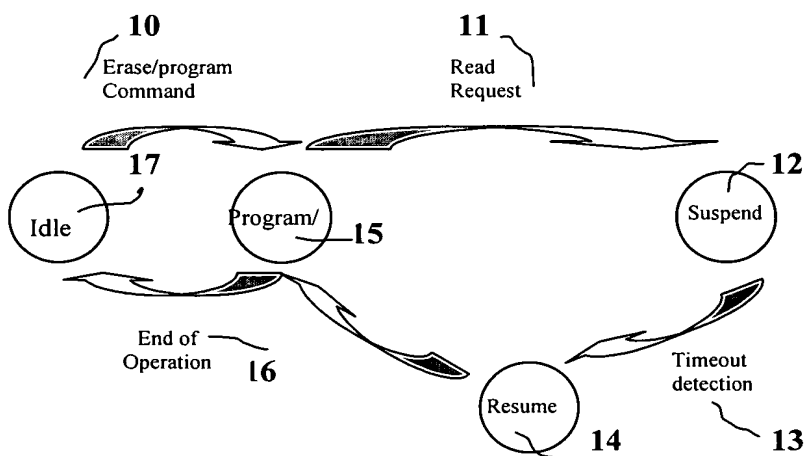 10
Erase/program
Command
11
Read
Request
17
Idle
Program/
15
12
Suspend
End of
Operation
16
Timeout
detection
13
Resume
14